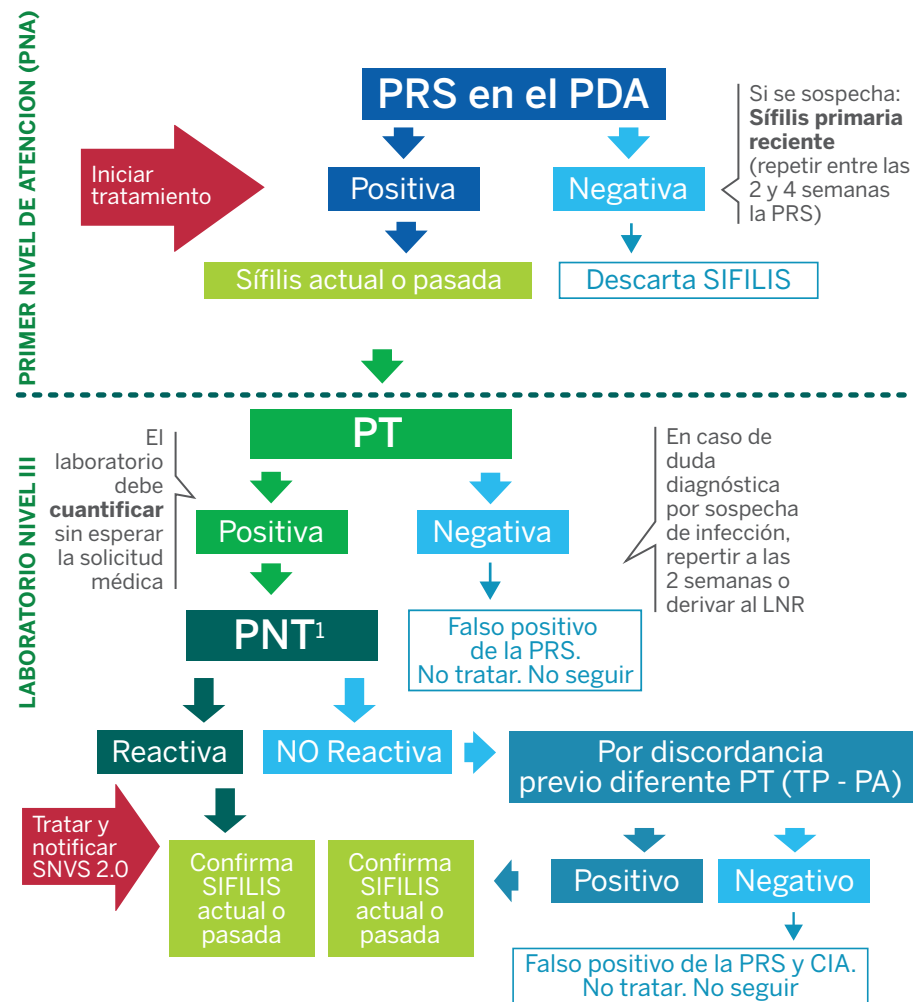 PRIMER NIVEL DE ATENCION (PNA)
PRS en el PDA
Si se sospecha:
Sífilis primaria
reciente
(repetir entre las
2 y 4 semanas
la PRS)
Iniciar
tratamiento
Positiva
Negativa
Sífilis actual o pasada
Descarta SIFILIS
LABORATORIO NIVEL III
PT
El
laboratorio
debe
cuantificar
sin esperar
la solicitud
médica
En caso de
duda
diagnóstica
por sospecha
de infección,
repertir a las
2 semanas o
derivar al LNR
Positiva
Negativa
PNT¹
Falso positivo
de la PRS.
No tratar. No seguir
Reactiva
NO Reactiva
Por discordancia
previo diferente PT (TP - PA)
Tratar y
notificar
SNVS 2.0
Confirma
SIFILIS
actual o
pasada
Confirma
SIFILIS
actual o
pasada
Positivo
Negativo
Falso positivo de la PRS y CIA.
No tratar. No seguir